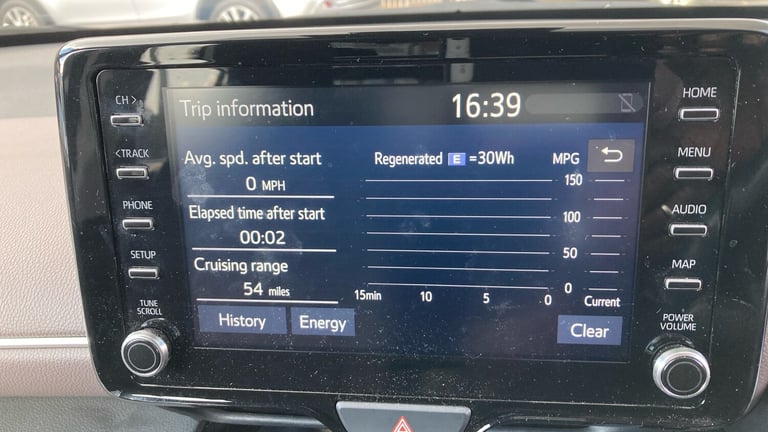 Trip information 16:39
Avg. spd. after start
0 MPH
Elapsed time after start
00:02
Cruising range
54 miles
History
Energy
Regenerated E =30Wh
MPG
150
100
50
0
15min 10 5 0 Current
Clear
CH >
< TRACK
PHONE
SETUP
TUNE
SCROLL
HOME
MENU
AUDIO
MAP
POWER
VOLUME